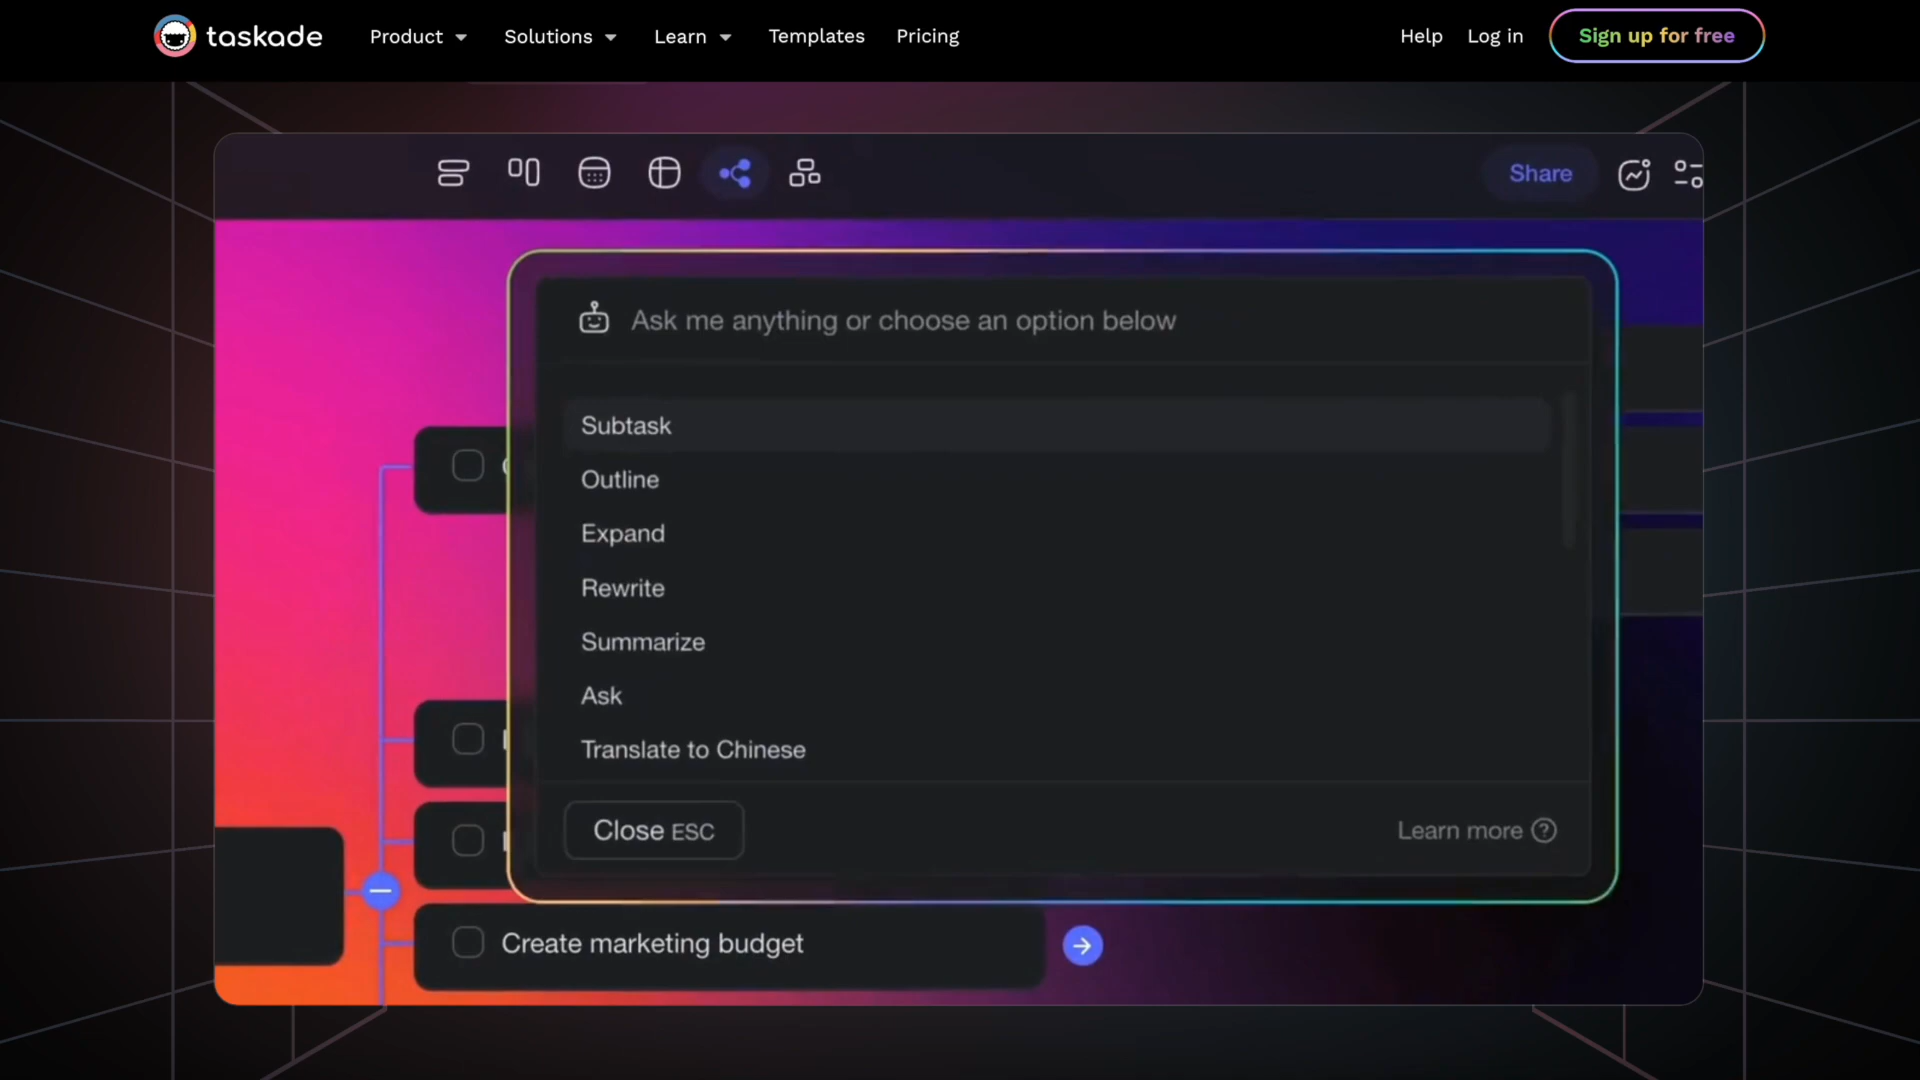 taskade
Product
Solutions
Learn
Templates
Pricing
Help
Log in
Sign up for free
Share
Ask me anything or choose an option below
Subtask
Outline
Expand
Rewrite
Summarize
Ask
Translate to Chinese
Close ESC
Learn more
Create marketing budget